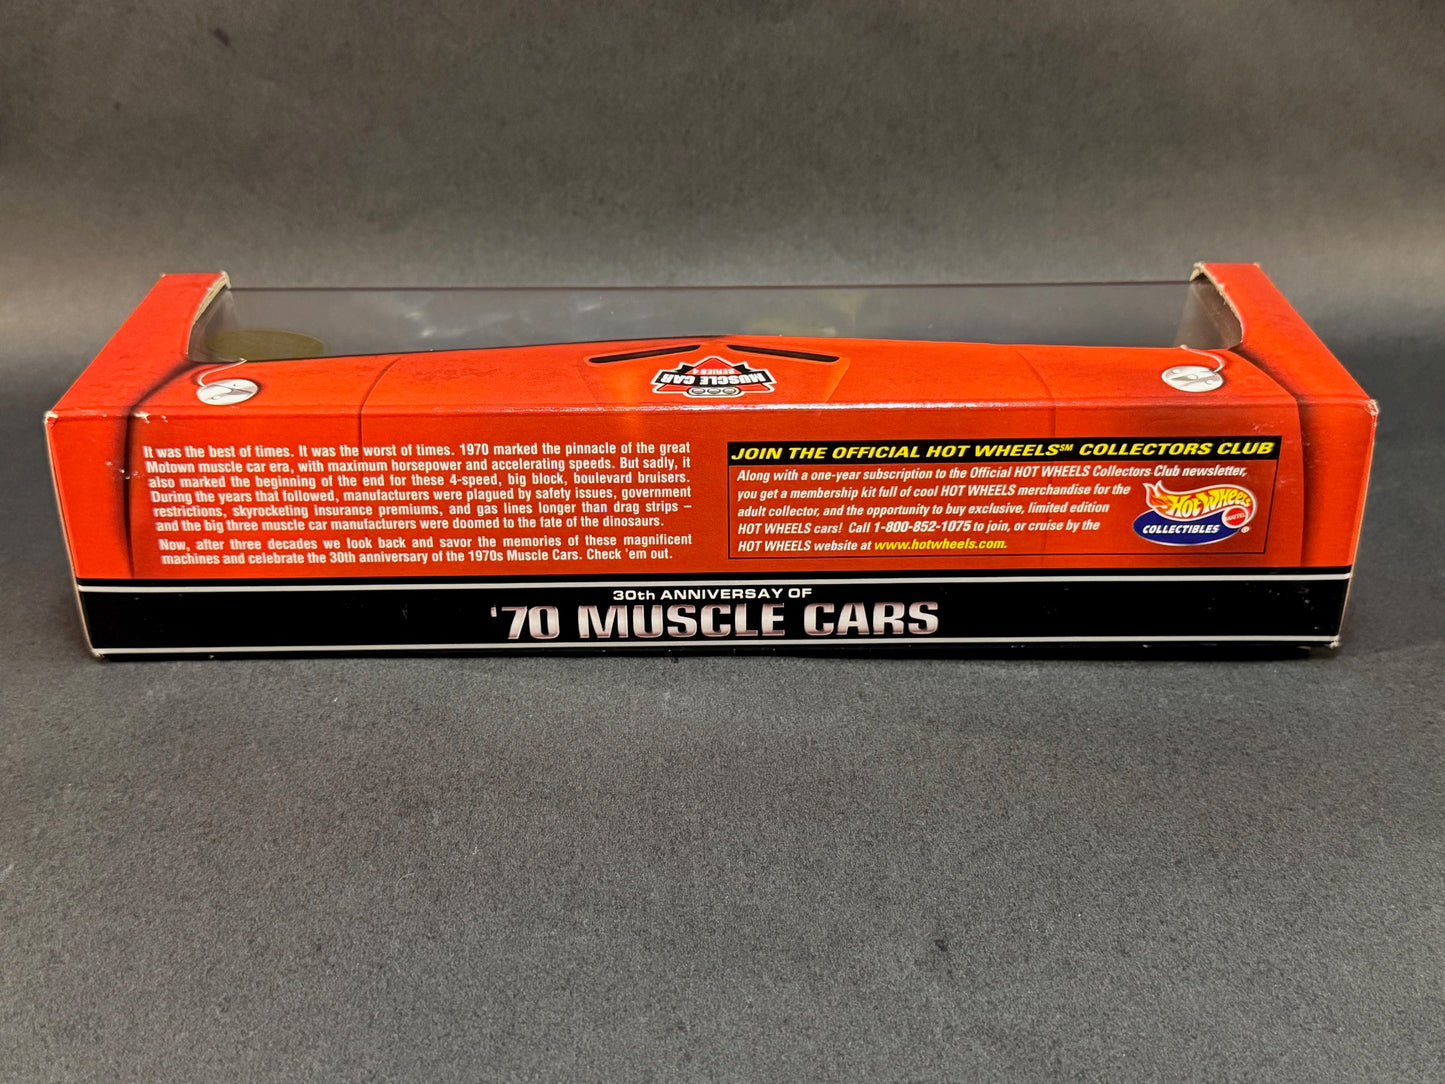 MUSCLE CAR
SERIES 4
It was the best of times. It was the worst of times. 1970 marked the pinnacle of the great
Motown muscle car era, with maximum horsepower and accelerating speeds. But sadly, it
also marked the beginning of the end for these 4-speed, big block, boulevard bruisers.
During the years that followed, manufacturers were plagued by safety issues, government
restrictions, skyrocketing insurance premiums, and gas lines longer than drag strips –
and the big three muscle car manufacturers were doomed to the fate of the dinosaurs.
Now, after three decades we look back and savor the memories of these magnificent
machines and celebrate the 30th anniversary of the 1970s Muscle Cars. Check 'em out.
JOIN THE OFFICIAL HOT WHEELS℠ COLLECTORS CLUB
Along with a one-year subscription to the Official HOT WHEELS Collectors Club newsletter,
you get a membership kit full of cool HOT WHEELS merchandise for the
adult collector, and the opportunity to buy exclusive, limited edition
HOT WHEELS cars! Call 1-800-852-1075 to join, or cruise by the
HOT WHEELS website at www.hotwheels.com.
Hot Wheels
MATTEL
COLLECTIBLES ®
30th ANNIVERSAY OF
'70 MUSCLE CARS